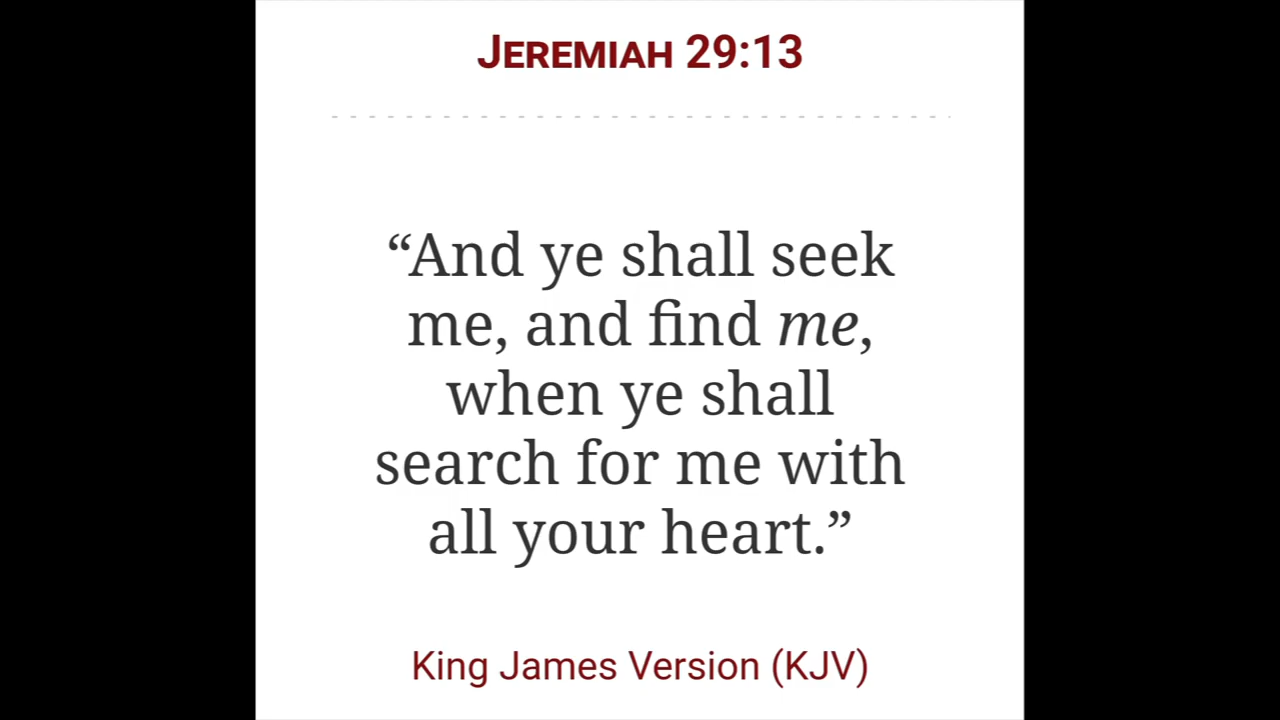 JEREMIAH 29:13
“And ye shall seek
me, and find me,
when ye shall
search for me with
all your heart.”
King James Version (KJV)